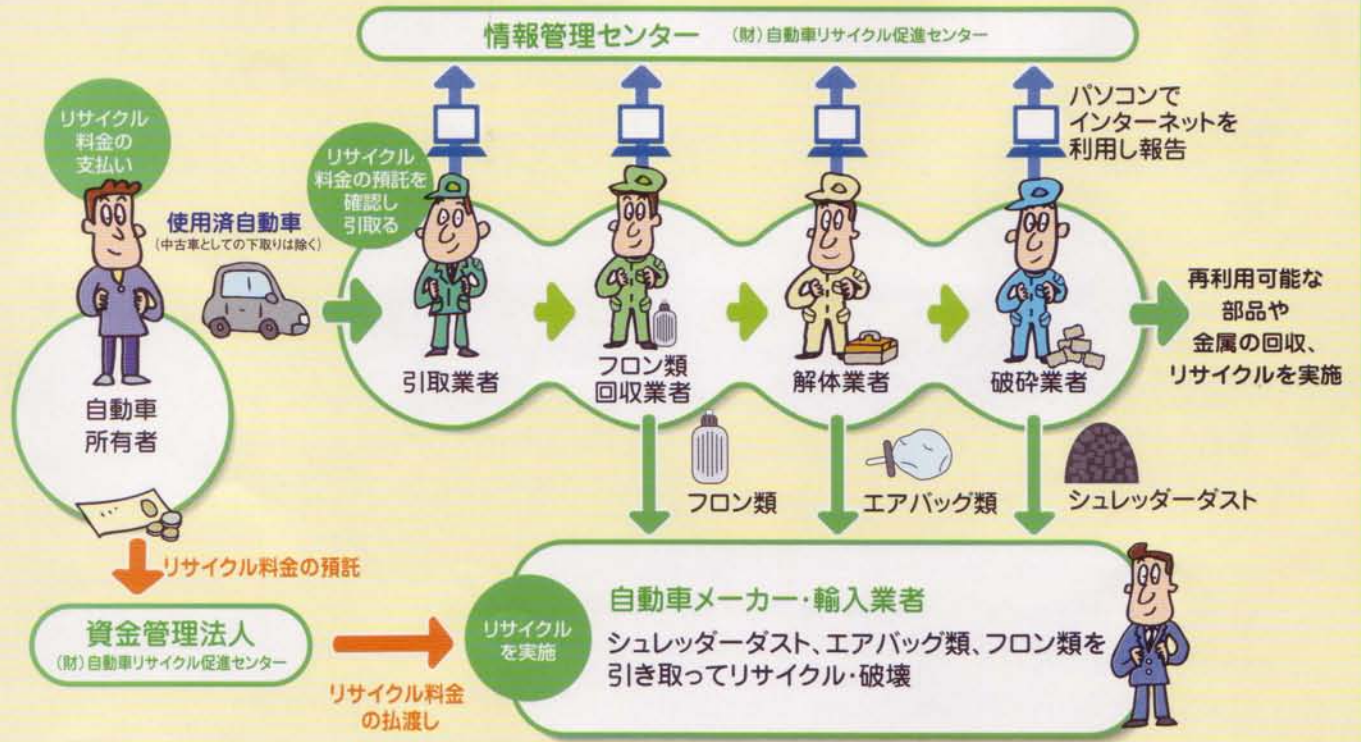 情報管理センター (財)自動車リサイクル促進センター
リサイクル
料金の
支払い
使用済自動車
(中古車としての下取りは除く)
リサイクル
料金の預託を
確認し
引取る
パソコンで
インターネットを
利用し報告
自動車
所有者
引取業者
フロン類
回収業者
解体業者
破砕業者
再利用可能な
部品や
金属の回収、
リサイクルを実施
フロン類
エアバッグ類
シュレッダーダスト
リサイクル料金の預託
資金管理法人
(財)自動車リサイクル促進センター
リサイクル料金
の払渡し
リサイクル
を実施
自動車メーカー・輸入業者
シュレッダーダスト、エアバッグ類、フロン類を
引き取ってリサイクル・破壊